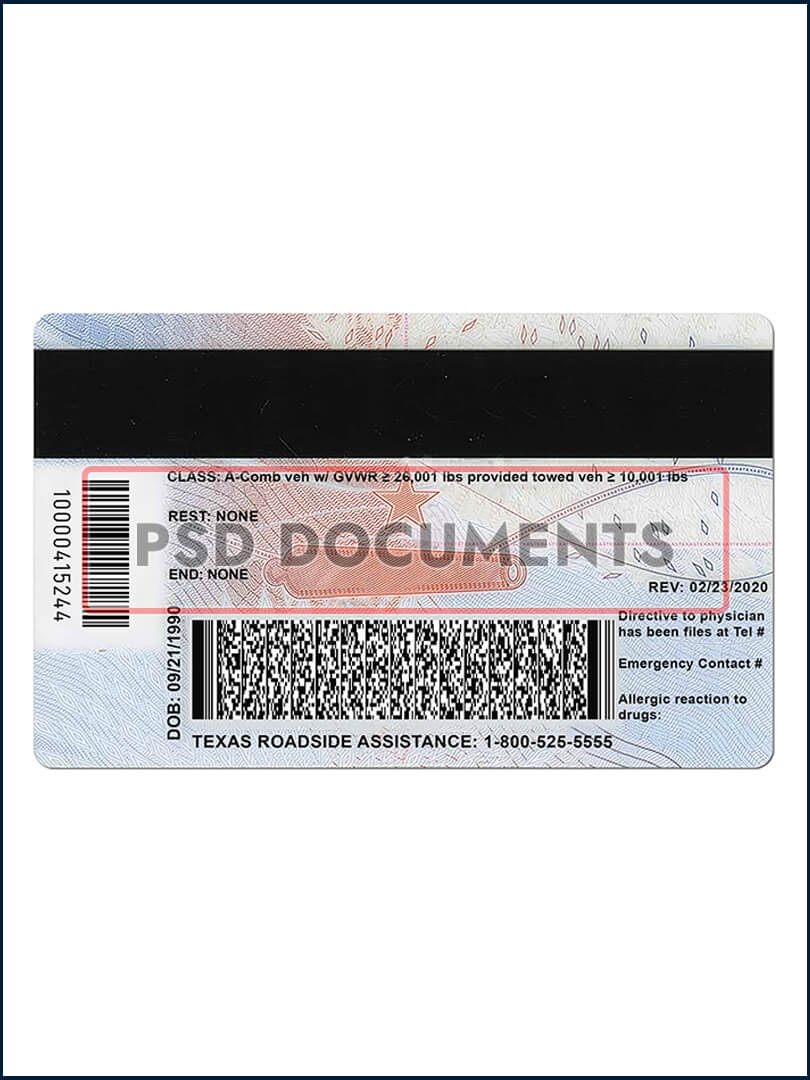 CLASS: A-Comb veh w/ GVWR ≥ 26,001 lbs provided towed veh ≥ 10,001 lbs
10000415244
REST: NONE
PSD DOCUMENTS
END: NONE
REV: 02/23/2020
DOB: 09/21/1990
Directive to physician
has been files at Tel #
Emergency Contact #
Allergic reaction to
drugs:
TEXAS ROADSIDE ASSISTANCE: 1-800-525-5555